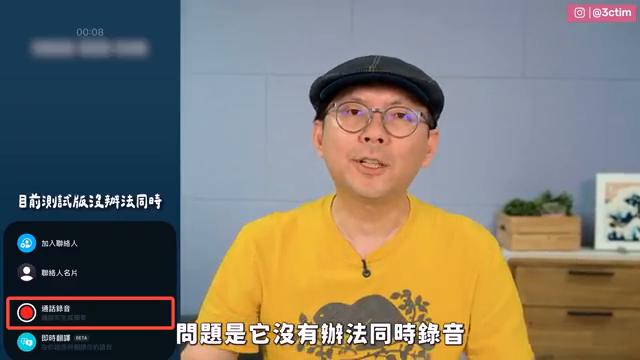 @3ctim
00:08
目前測試版沒辦法同時
加入聯絡人
聯絡人名片
通話錄音
即時翻譯 BETA
問題是它沒有辦法同時錄音